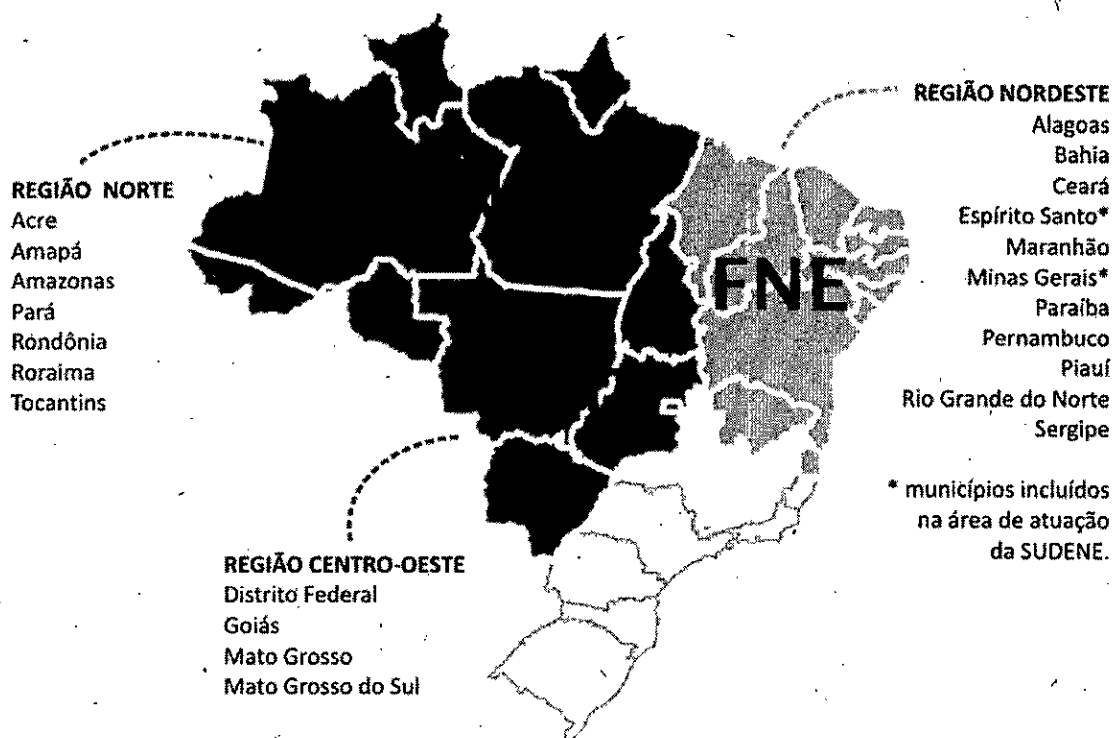 REGIÃO NORTE
Acre
Amapá
Amazonas
Pará
Rondônia
Roraima
Tocantins
REGIÃO NORDESTE
Alagoas
Bahia
Ceará
Espírito Santo*
Maranhão
Minas Gerais*
Paraíba
Pernambuco
Piauí
Rio Grande do Norte
Sergipe
* municípios incluídos
na área de atuação
da SUDENE.
FNE
REGIÃO CENTRO-OESTE
Distrito Federal
Goiás
Mato Grosso
Mato Grosso do Sul